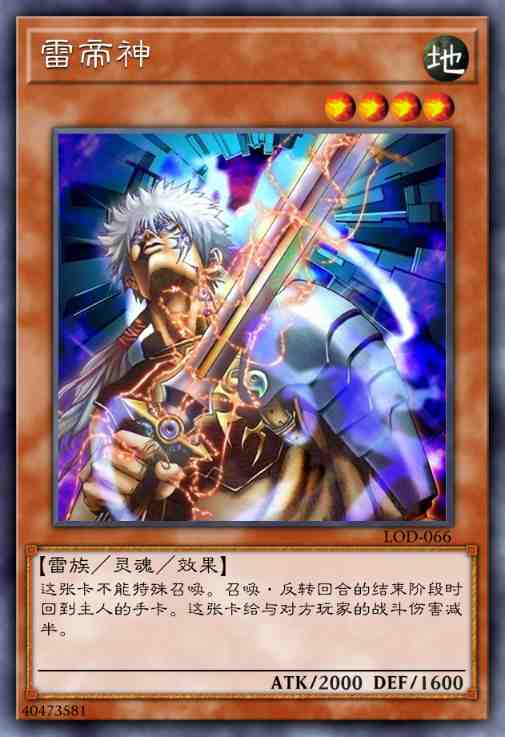 雷帝神
地
LOD-066
【雷族／灵魂／效果】
这张卡不能特殊召唤。召唤·反转回合的结束阶段时
回到主人的手卡。这张卡给与对方玩家的战斗伤害减
半。
ATK/2000 DEF/1600
40473581